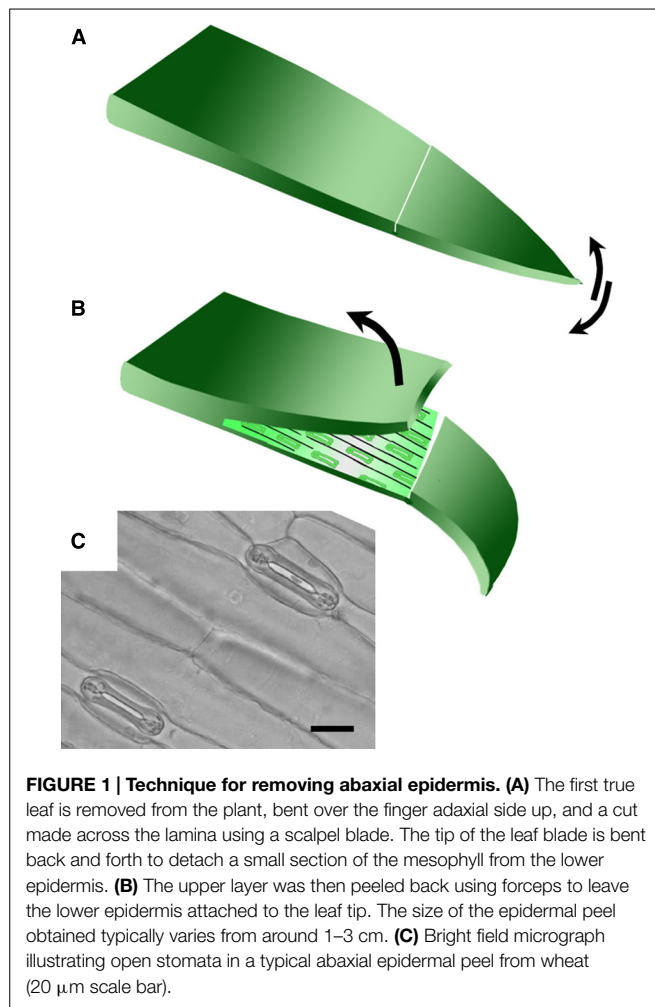 A
B
C
FIGURE 1 | Technique for removing abaxial epidermis. (A) The first true
leaf is removed from the plant, bent over the finger adaxial side up, and a cut
made across the lamina using a scalpel blade. The tip of the leaf blade is bent
back and forth to detach a small section of the mesophyll from the lower
epidermis. (B) The upper layer was then peeled back using forceps to leave
the lower epidermis attached to the leaf tip. The size of the epidermal peel
obtained typically varies from around 1–3 cm. (C) Bright field micrograph
illustrating open stomata in a typical abaxial epidermal peel from wheat
(20 μm scale bar).